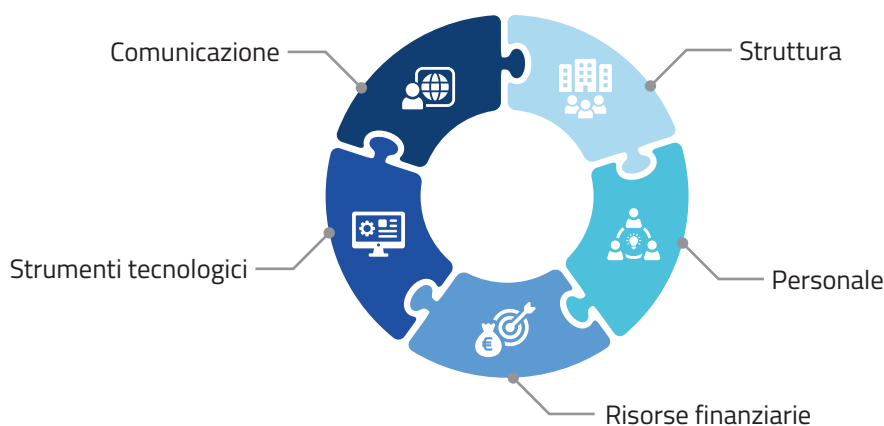 Comunicazione
Struttura
Strumenti tecnologici
Personale
€
Risorse finanziarie